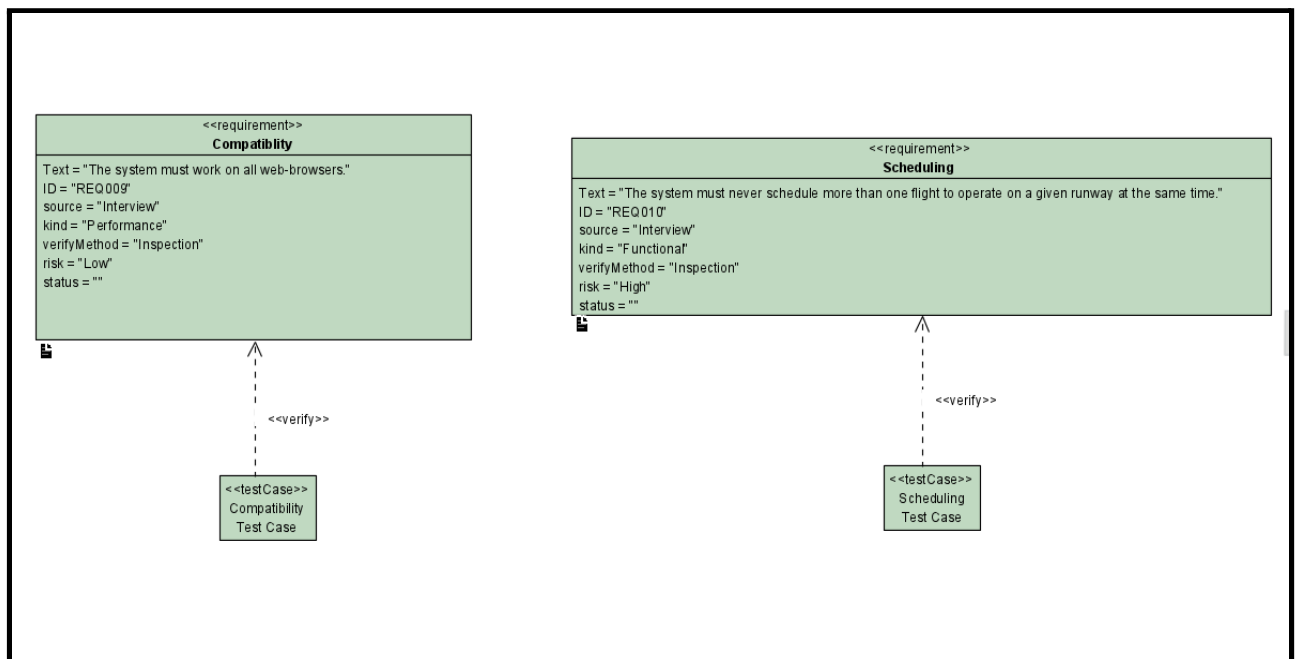 <<requirement>>
Compatiblity
Text = "The system must work on all web-browsers."
ID = "REQ009"
source = "Interview"
kind = "Performance"
verifyMethod = "Inspection"
risk = "Low"
status = ""
<<verify>>
<<testCase>>
Compatibility
Test Case
<<requirement>>
Scheduling
Text = "The system must never schedule more than one flight to operate on a given runway at the same time."
ID = "REQ010"
source = "Interview"
kind = "Functional"
verifyMethod = "Inspection"
risk = "High"
status = ""
<<verify>>
<<testCase>>
Scheduling
Test Case